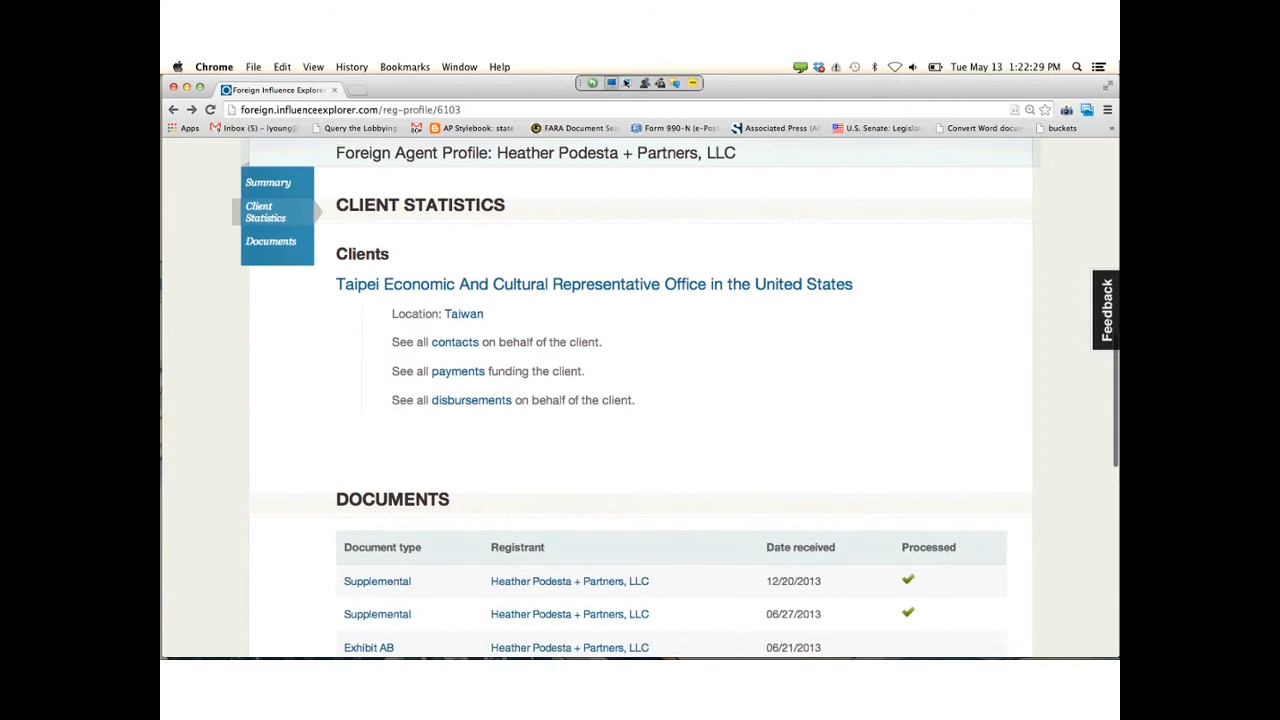 Chrome File Edit View History Bookmarks Window Help Tue May 13 1:22:29 PM
Foreign Influence Explorer
foreign.influenceexplorer.com/reg-profile/6103
Apps Inbox (5) - lyoung@ Query the Lobbying AP Stylebook: state FARA Document Sea Form 990-N (e-Post Associated Press (AP U.S. Senate: Legisla Convert Word docum buckets »
Foreign Agent Profile: Heather Podesta + Partners, LLC
Summary
Client
Statistics
Documents
CLIENT STATISTICS
Clients
Taipei Economic And Cultural Representative Office in the United States
Location: Taiwan
See all contacts on behalf of the client.
See all payments funding the client.
See all disbursements on behalf of the client.
Feedback
DOCUMENTS
Document type Registrant Date received Processed
Supplemental Heather Podesta + Partners, LLC 12/20/2013
Supplemental Heather Podesta + Partners, LLC 06/27/2013
Exhibit AB Heather Podesta + Partners, LLC 06/21/2013